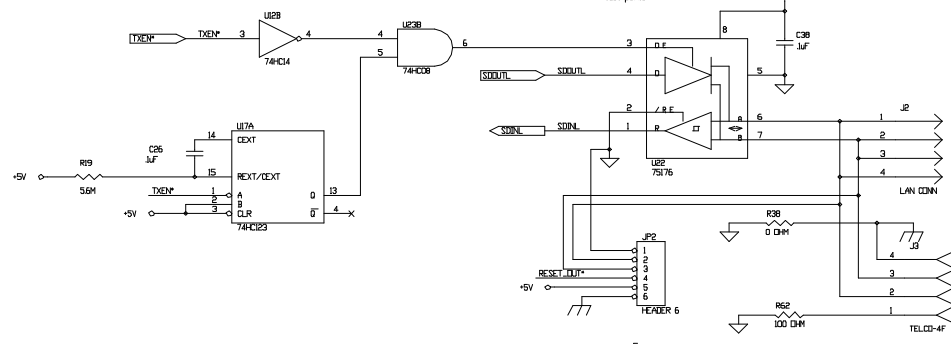 U12B
TXEN* TXEN* 3 4
74HC14
U23B
4
5
6
74HC08
8
C38
.1uF
3 DE
SDOUTL SDOUTL 4 D
5
2 /RE
SDINL SDINL 1 R
A 6
B 7
U22
75176
J2
1
2
3
4
LAN CONN
U17A
14 CEXT
C26
.1uF
R19
+5V
5.6M
15 REXT/CEXT
TXEN* 1 A
2 B
+5V 3 CLR
Q 13
Q 4
74HC123
R38
0 OHM
J3
4
3
2
1
TELCO-4F
JP2
1
2
3
RESET_OUT* 4
+5V 5
6
HEADER 6
R62
100 OHM